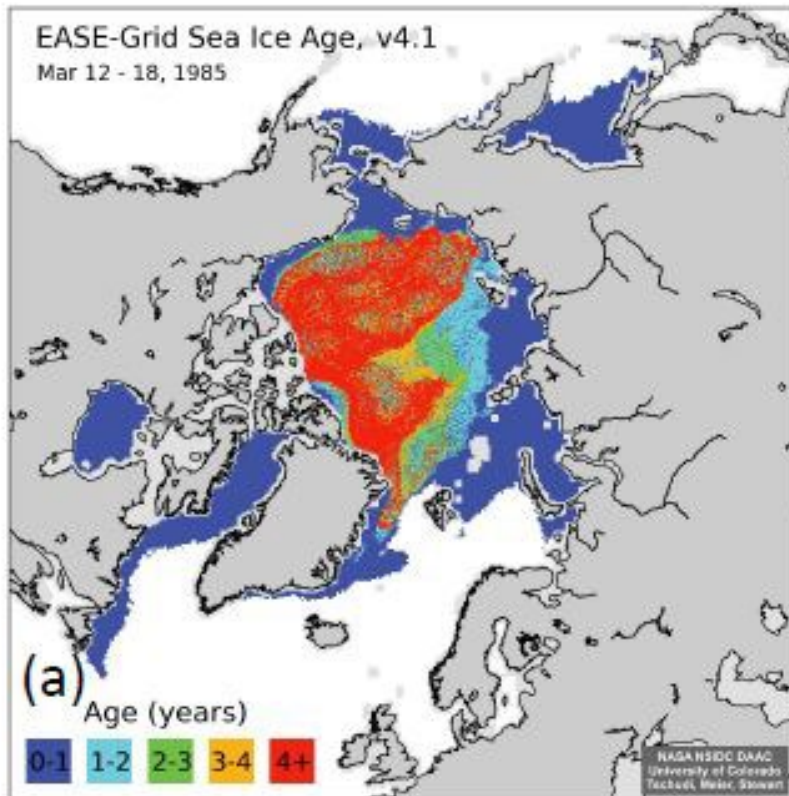 EASE-Grid Sea Ice Age, v4.1
Mar 12 - 18, 1985
(a)
Age (years)
0-1 1-2 2-3 3-4 4+
NASA NSIDC DAAC
University of Colorado
Tschudi, Meier, Stewart